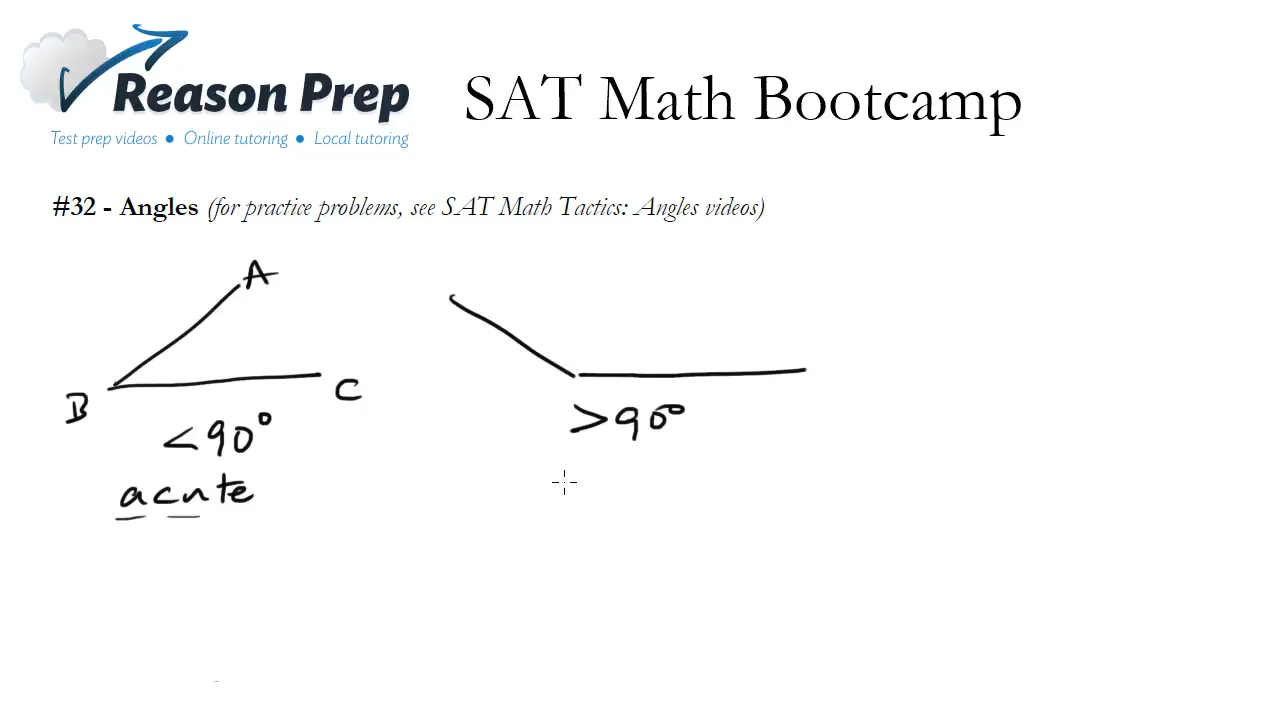 Reason Prep
Test prep videos ● Online tutoring ● Local tutoring
SAT Math Bootcamp
#32 - Angles (for practice problems, see SAT Math Tactics: Angles videos)
A
B
C
<90°
acute
>90°